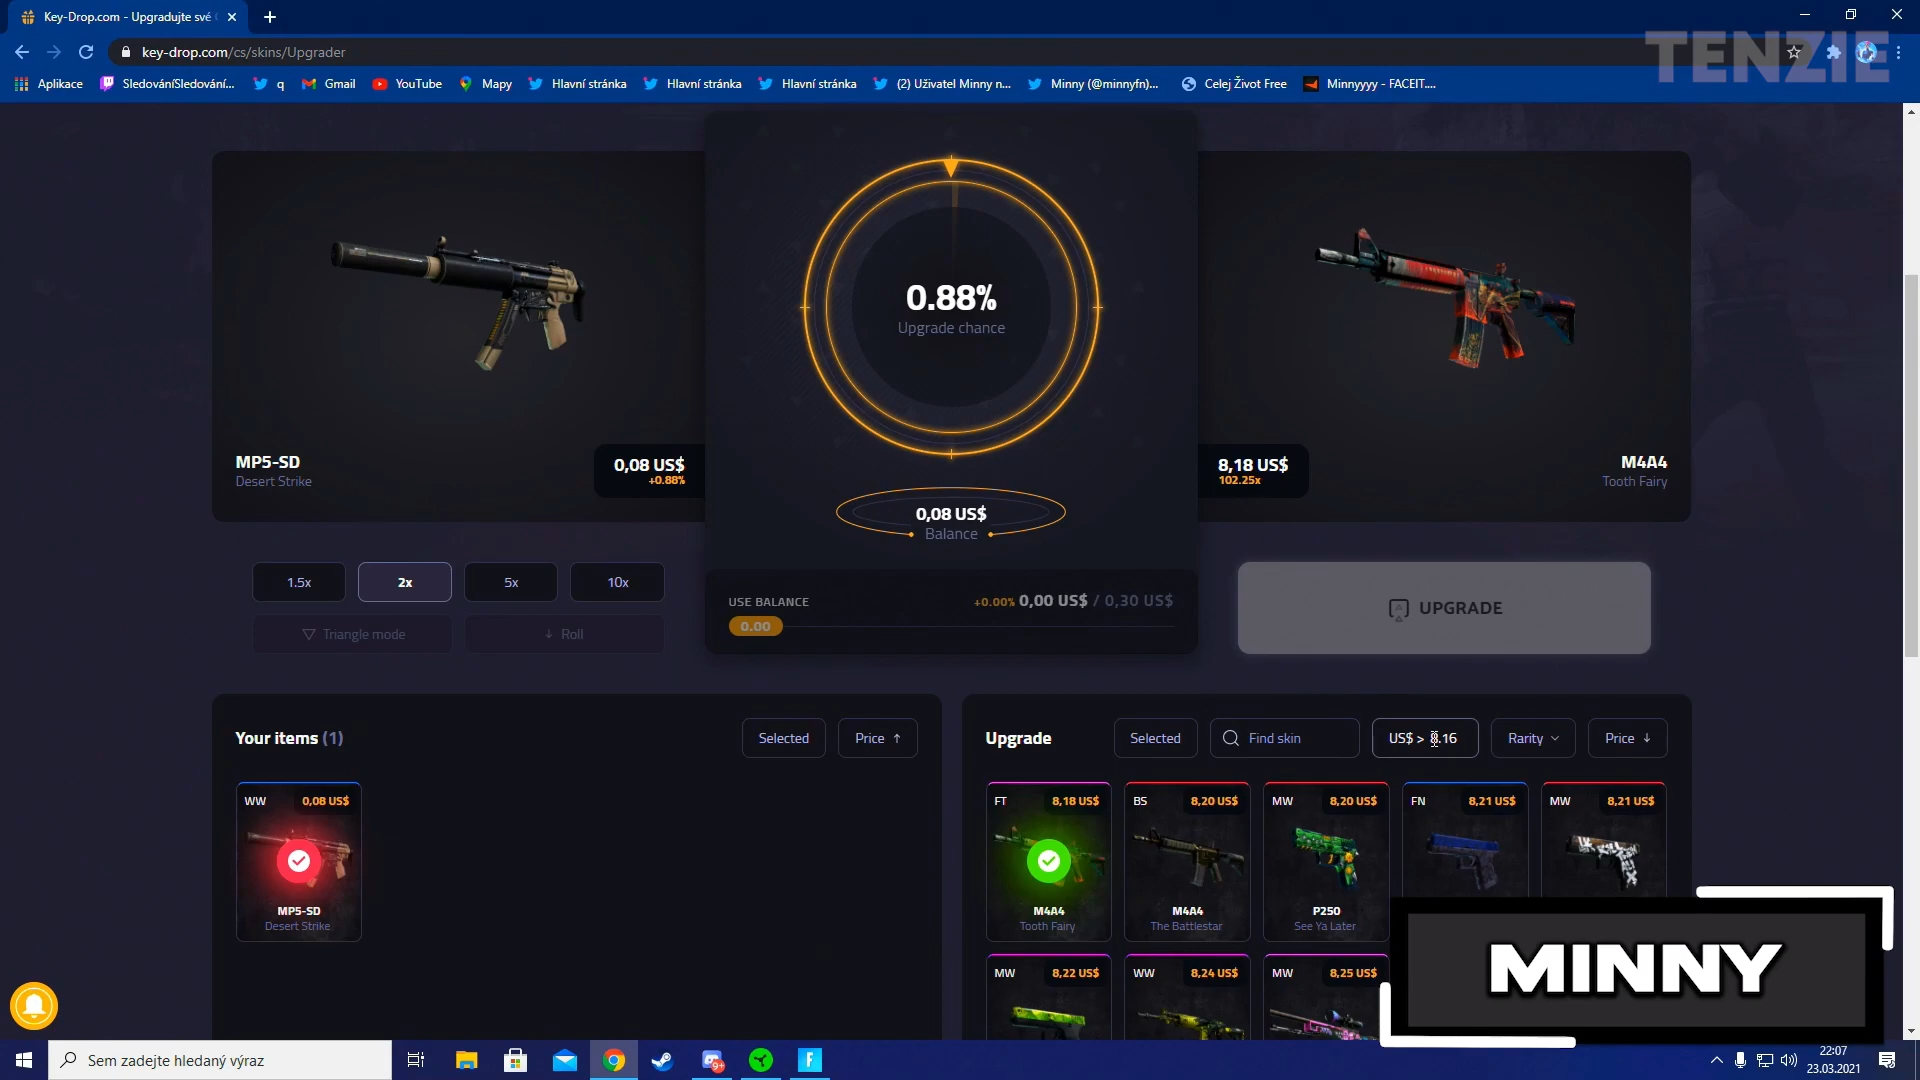 Key-Drop.com - Upgradujte své
TENZIE
key-drop.com/cs/skins/Upgrader
Aplikace
SledováníSledování...
q
Gmail
YouTube
Mapy
Hlavní stránka
Hlavní stránka
Hlavní stránka
(2) Uživatel Minny n...
Minny (@minnyfn)...
Celej Život Free
Minnyyyy - FACEIT....
0.88%
Upgrade chance
MP5-SD
Desert Strike
0,08 US$
+0.88%
8,18 US$
102.25x
M4A4
Tooth Fairy
0,08 US$
Balance
1.5x
2x
5x
10x
Triangle mode
Roll
USE BALANCE
+0.00% 0,00 US$ / 0,30 US$
0.00
UPGRADE
Your items (1)
Selected
Price
Upgrade
Selected
Find skin
US$ > 8.16
Rarity
Price
WW
0,08 US$
MP5-SD
Desert Strike
FT
8,18 US$
M4A4
Tooth Fairy
BS
8,20 US$
M4A4
The Battlestar
MW
8,20 US$
P250
See Ya Later
FN
8,21 US$
MW
8,21 US$
MW
8,22 US$
WW
8,24 US$
MW
8,25 US$
MINNY
Sem zadejte hledaný výraz
9+
22:07
23.03.2021